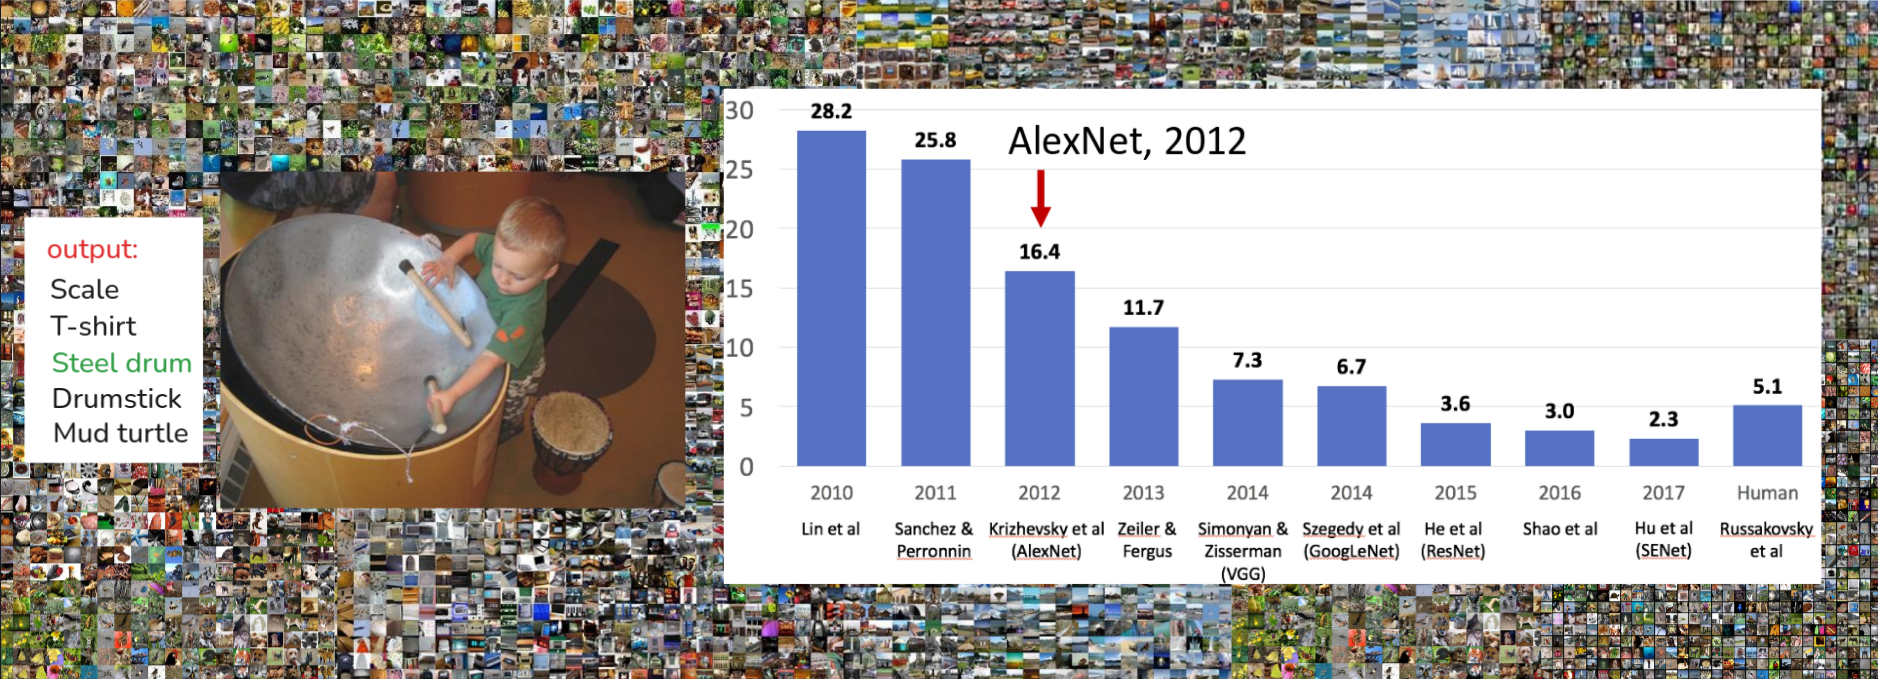 output:
Scale
T-shirt
Steel drum
Drumstick
Mud turtle
AlexNet, 2012
30
25
20
15
10
5
0
28.2
25.8
16.4
11.7
7.3
6.7
3.6
3.0
2.3
5.1
2010
2011
2012
2013
2014
2014
2015
2016
2017
Human
Lin et al
Sanchez &
Perronnin
Krizhevsky et al
(AlexNet)
Zeiler &
Fergus
Simonyan &
Zisserman
(VGG)
Szegedy et al
(GoogLeNet)
He et al
(ResNet)
Shao et al
Hu et al
(SENet)
Russakovsky
et al